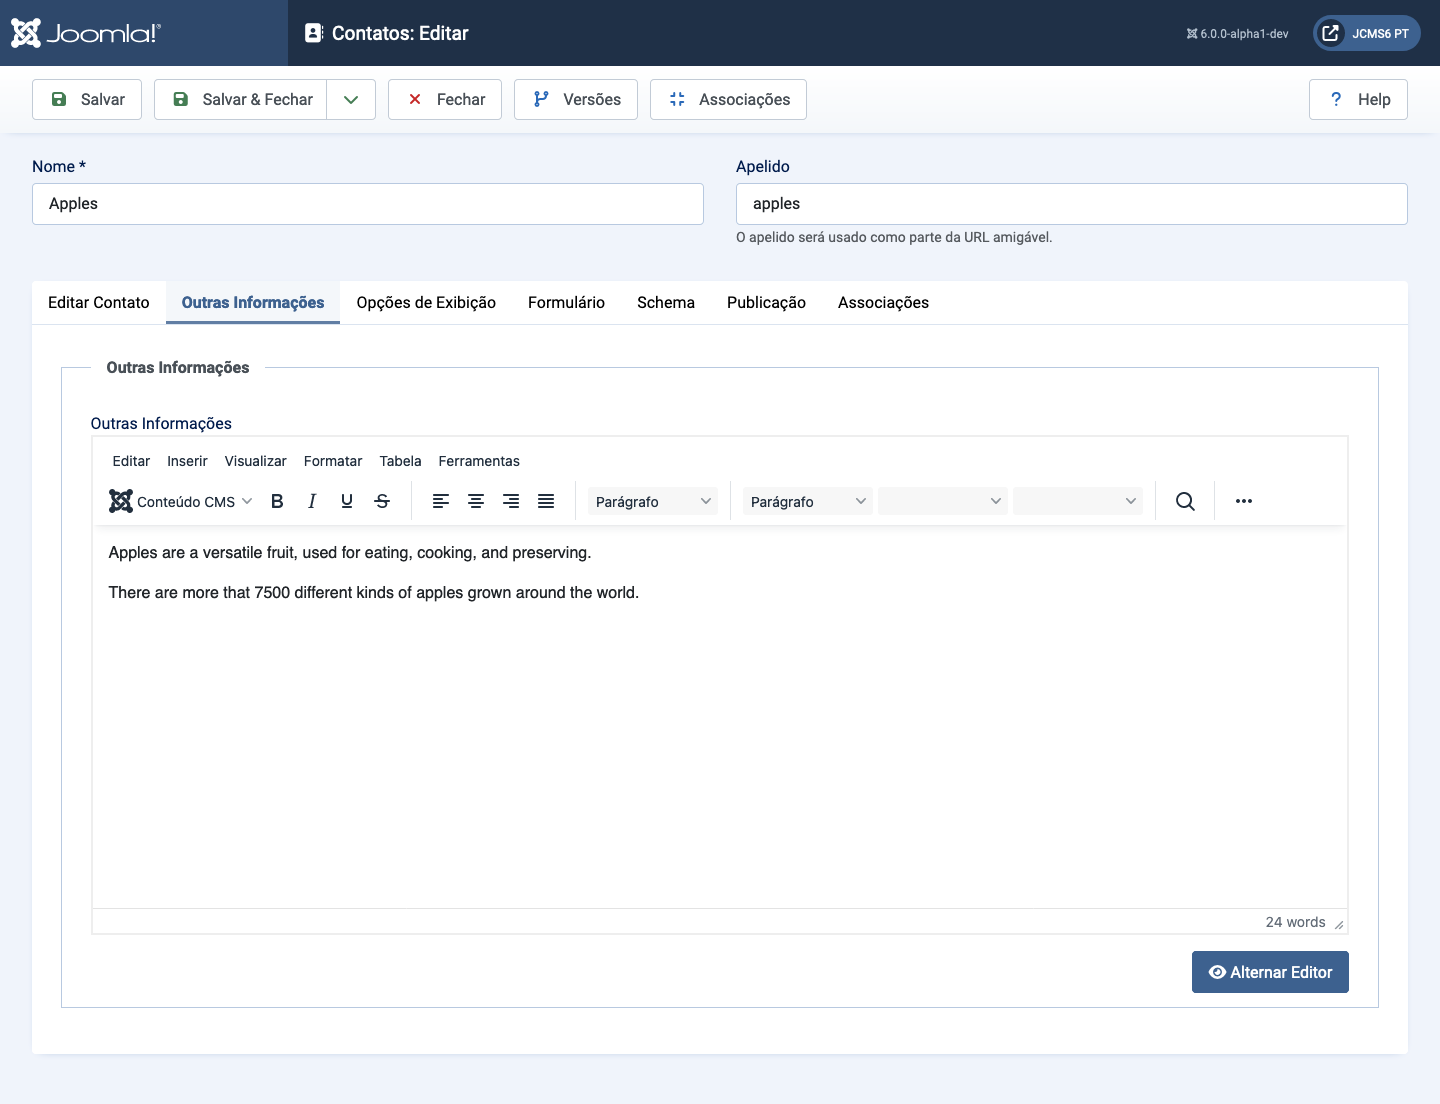 Joomla!®
Contatos: Editar
6.0.0-alpha1-dev
JCMS6 PT
Salvar
Salvar & Fechar
Fechar
Versões
Associações
? Help
Nome *
Apelido
Apples
apples
O apelido será usado como parte da URL amigável.
Editar Contato
Outras Informações
Opções de Exibição
Formulário
Schema
Publicação
Associações
Outras Informações
Outras Informações
Editar
Inserir
Visualizar
Formatar
Tabela
Ferramentas
Conteúdo CMS
B
I
U
S
Parágrafo
Parágrafo
Apples are a versatile fruit, used for eating, cooking, and preserving.
There are more that 7500 different kinds of apples grown around the world.
24 words
Alternar Editor